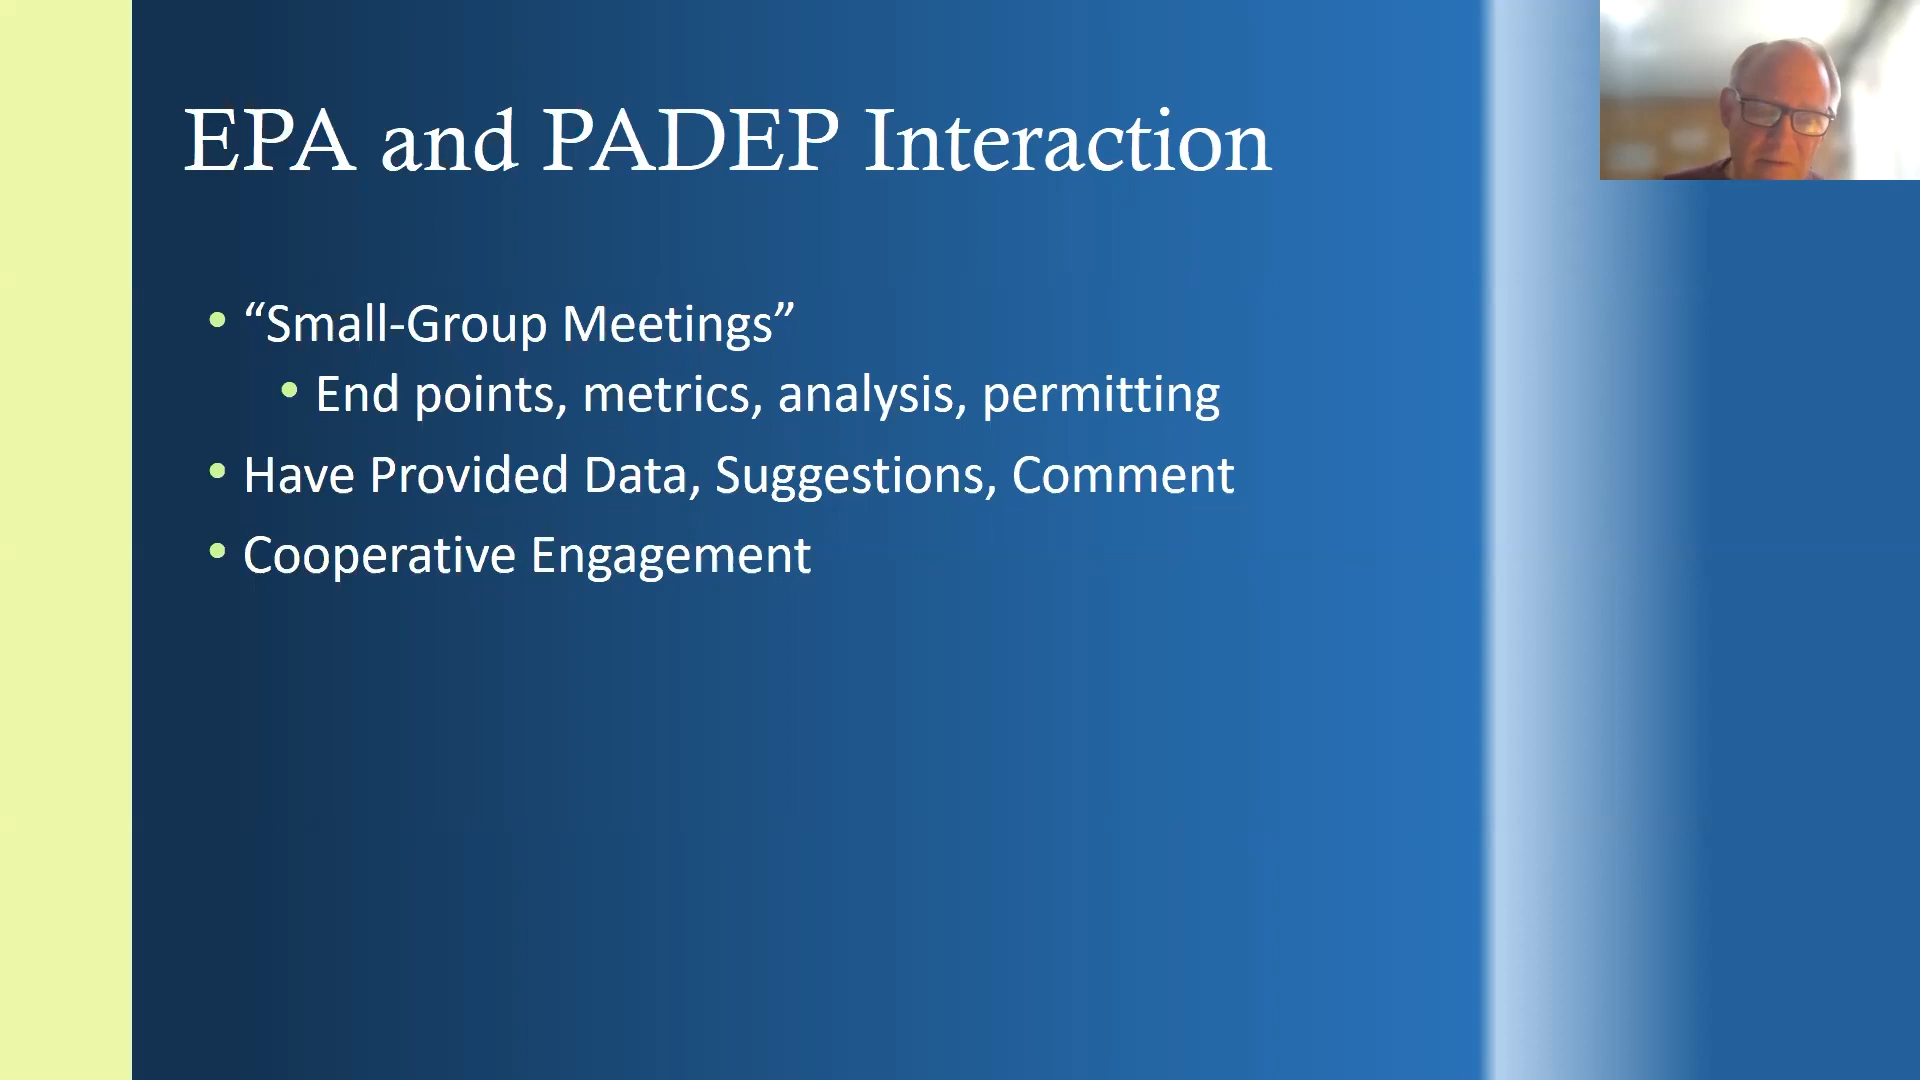 EPA and PADEP Interaction
• “Small-Group Meetings”
• End points, metrics, analysis, permitting
• Have Provided Data, Suggestions, Comment
• Cooperative Engagement